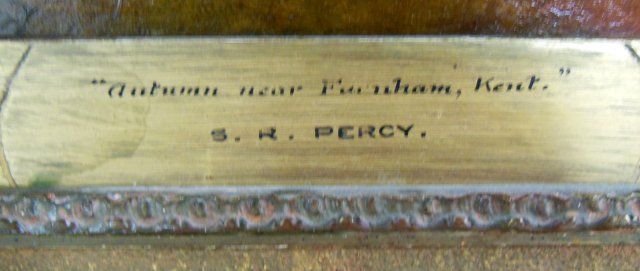 "Autumn near Farnham, Kent."
S. R. PERCY.